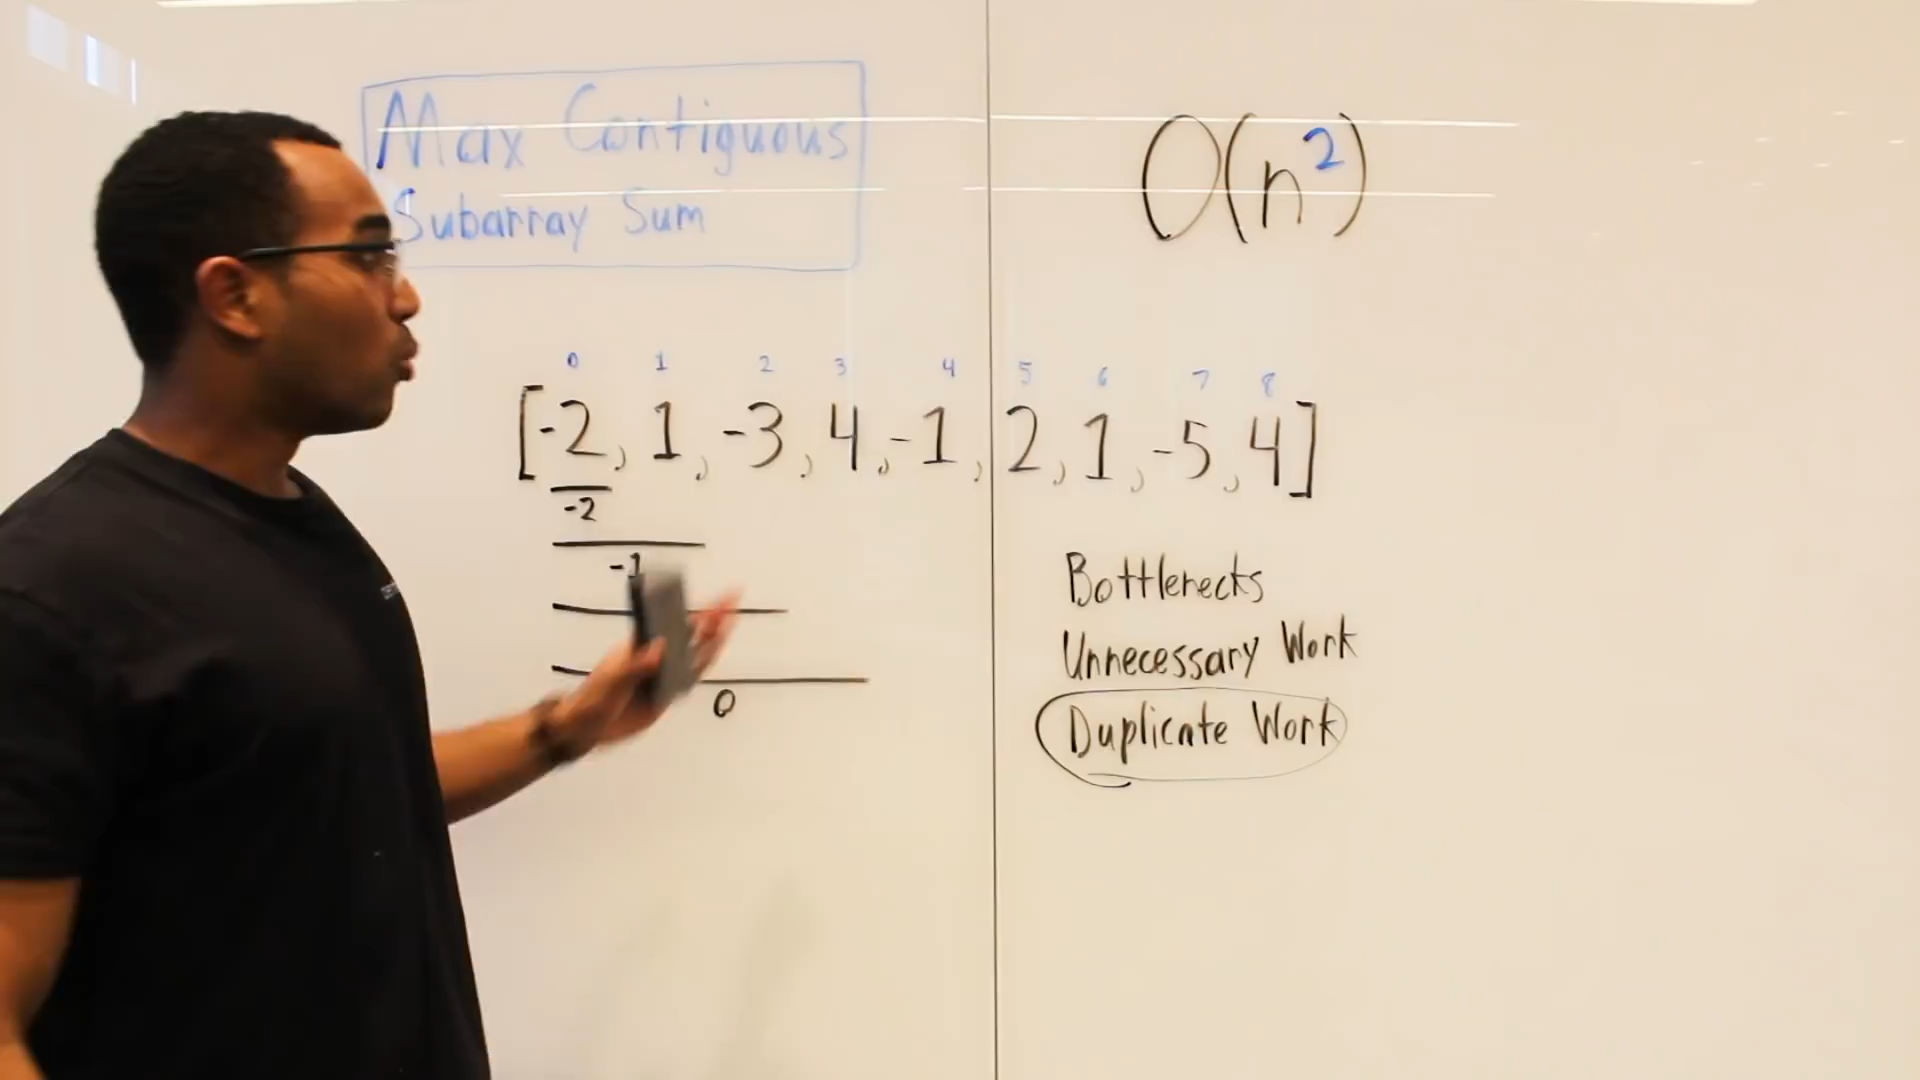 Max Contiguous
Subarray Sum
O(n²)
0 1 2 3 4 5 6 7 8
[-2, 1, -3, 4, -1, 2, 1, -5, 4]
-2
-1
0
Bottlenecks
Unnecessary Work
Duplicate Work